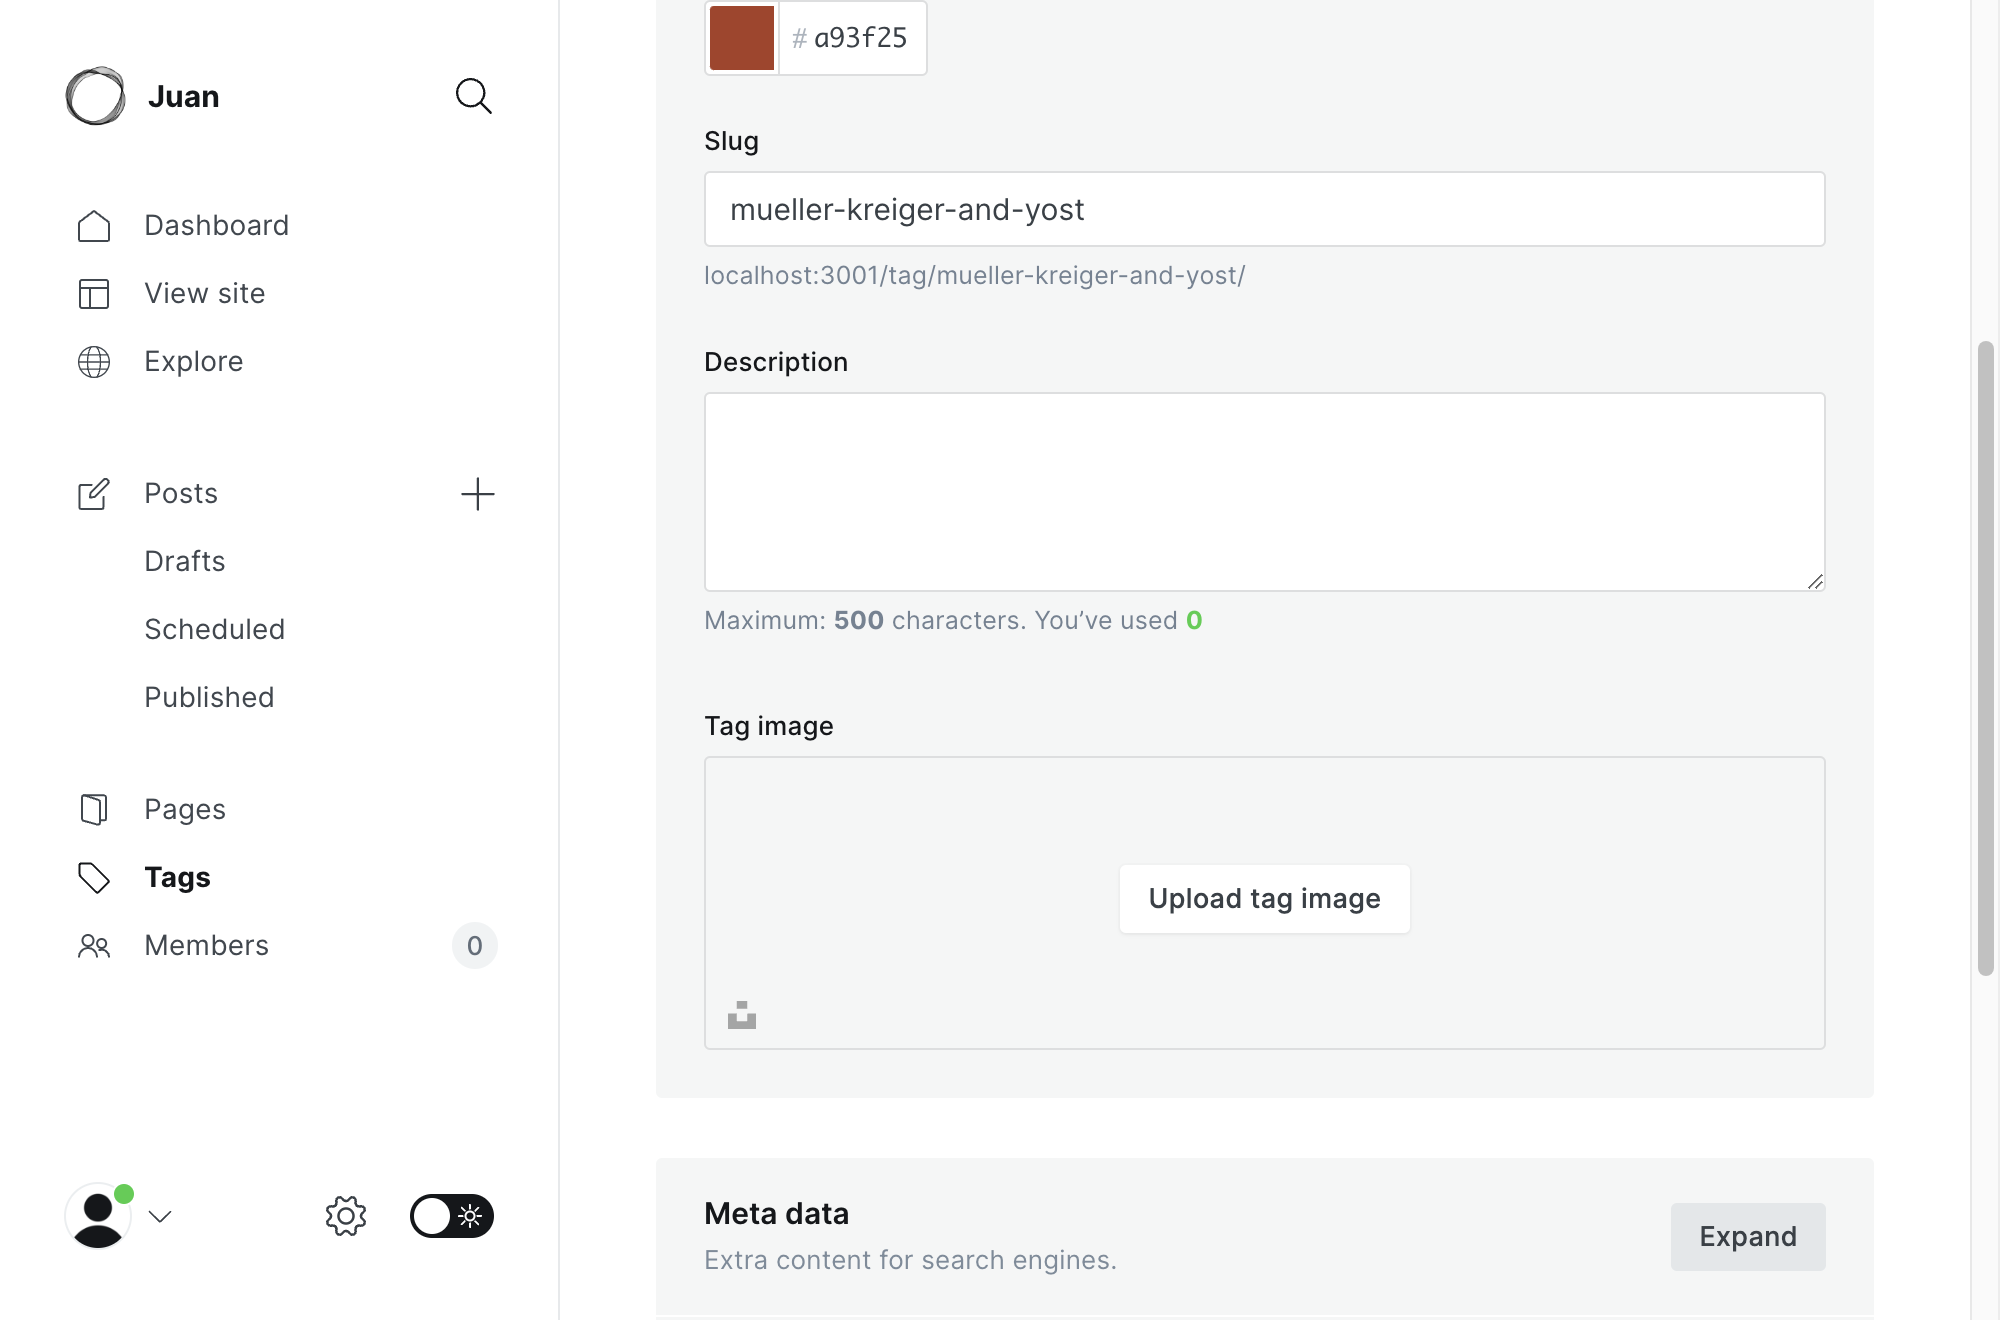 Juan
Dashboard
View site
Explore
Posts
Drafts
Scheduled
Published
Pages
Tags
Members
0
# a93f25
Slug
mueller-kreiger-and-yost
localhost:3001/tag/mueller-kreiger-and-yost/
Description
Maximum: 500 characters. You’ve used 0
Tag image
Upload tag image
Meta data
Extra content for search engines.
Expand